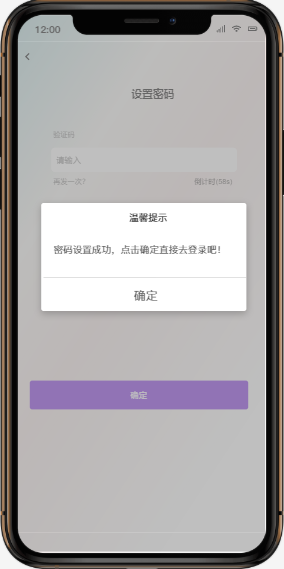 12:00
设置密码
验证码
请输入
再发一次? 倒计时(58s)
温馨提示
密码设置成功，点击确定直接去登录吧!
确定
确定